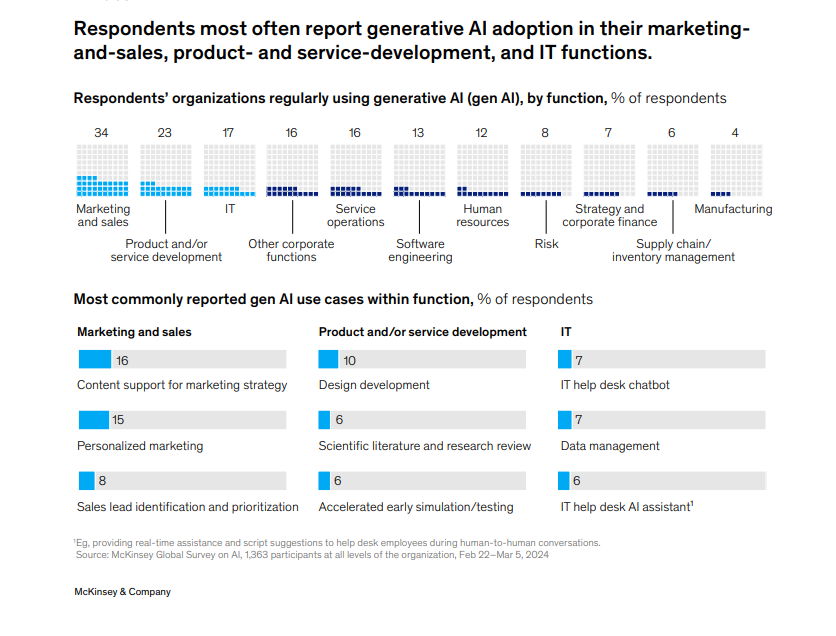 Respondents most often report generative AI adoption in their marketing-
and-sales, product- and service-development, and IT functions.
Respondents' organizations regularly using generative AI (gen AI), by function, % of respondents
34 23 17 16 16 13 12 8 7 6 4
Marketing
and sales
Product and/or
service development
IT
Other corporate
functions
Service
operations
Software
engineering
Human
resources
Risk
Strategy and
corporate finance
Supply chain/
inventory management
Manufacturing
Most commonly reported gen AI use cases within function, % of respondents
Marketing and sales
16
Content support for marketing strategy
15
Personalized marketing
8
Sales lead identification and prioritization
Product and/or service development
10
Design development
6
Scientific literature and research review
6
Accelerated early simulation/testing
IT
7
IT help desk chatbot
7
Data management
6
IT help desk AI assistant¹
¹Eg, providing real-time assistance and script suggestions to help desk employees during human-to-human conversations.
Source: McKinsey Global Survey on AI, 1,363 participants at all levels of the organization, Feb 22–Mar 5, 2024
McKinsey & Company